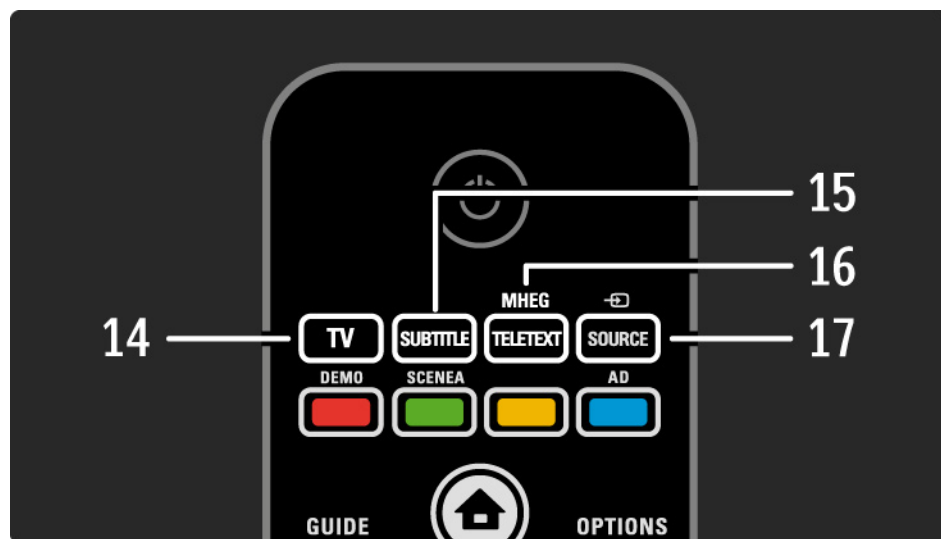 15
16
MHEG
14
TV
SUBTITLE
TELETEXT
SOURCE
17
DEMO
SCENEA
AD
GUIDE
OPTIONS